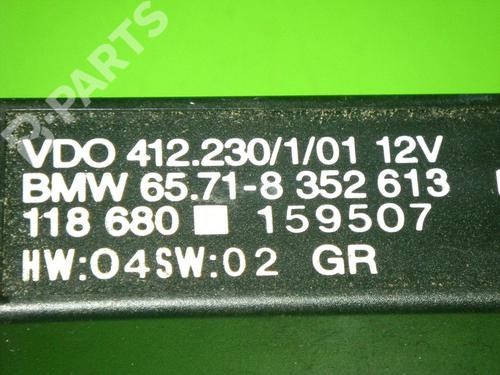 B-PARTS
VDO 412.230/1/01 12V
BMW 65.71-8 352 613
118 680 159507
HW:04SW:02 GR